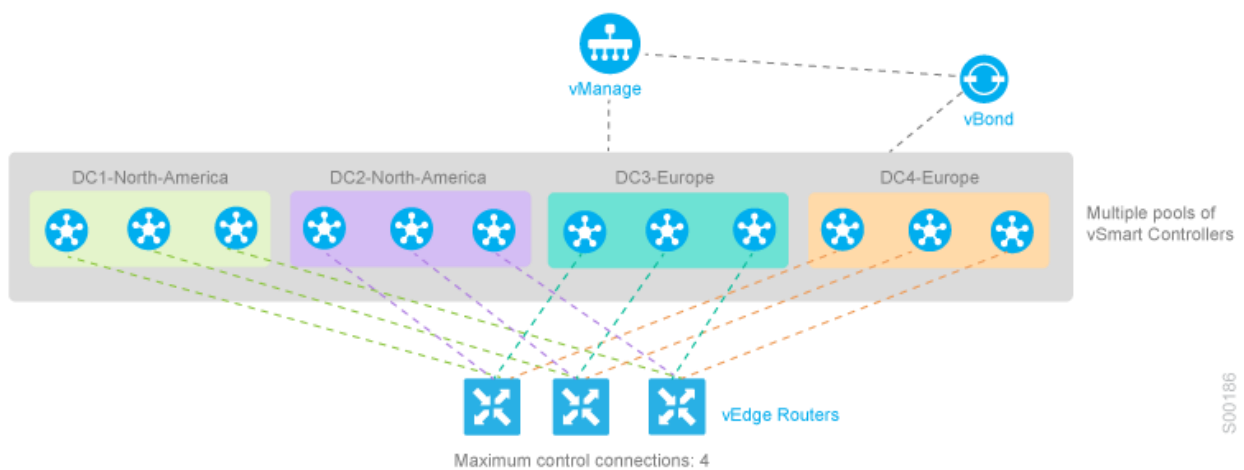 vManage
vBond
DC1-North-America
DC2-North-America
DC3-Europe
DC4-Europe
Multiple pools of
vSmart Controllers
vEdge Routers
Maximum control connections: 4
S00186